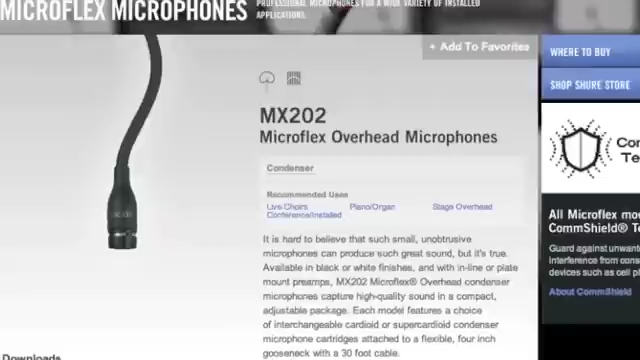 MICROFLEX MICROPHONES
PROFESSIONAL MICROPHONES FOR A WIDE VARIETY OF INSTALLED
APPLICATIONS.
+ Add To Favorites
WHERE TO BUY
SHOP SHURE STORE
MX202
Microflex Overhead Microphones
Condenser
Recommended Uses
Live Choirs
Piano/Organ
Stage Overhead
Conference/Installed
It is hard to believe that such small, unobtrusive
microphones can produce such great sound, but it's true.
Available in black or white finishes, and with in-line or plate
mount preamps, MX202 Microflex® Overhead condenser
microphones capture high-quality sound in a compact,
adjustable package. Each model features a choice
of interchangeable cardioid or supercardioid condenser
microphone cartridges attached to a flexible, four inch
gooseneck with a 30 foot cable.
Com
Te
All Microflex mo
CommShield® Te
Guard against unwante
interference from cons
devices such as cell p
About CommShield
Downloads